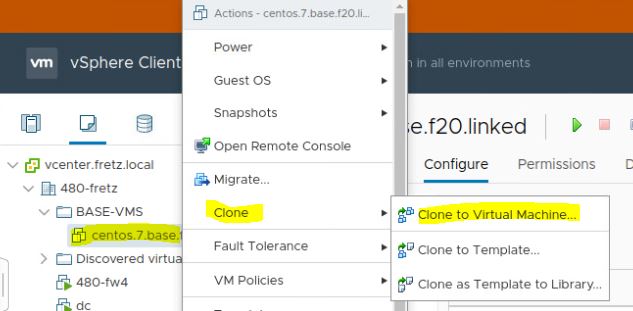 Actions - centos.7.base.f20.li...
vm vSphere Client
in all environments
Power
Guest OS
Snapshots
se.f20.linked
Open Remote Console
vcenter.fretz.local
Migrate...
Configure
Permissions
D
480-fretz
BASE-VMS
Clone
Clone to Virtual Machine...
centos.7.base.f
Fault Tolerance
Clone to Template...
Discovered virtua
480-fw4
VM Policies
Clone as Template to Library...
dc